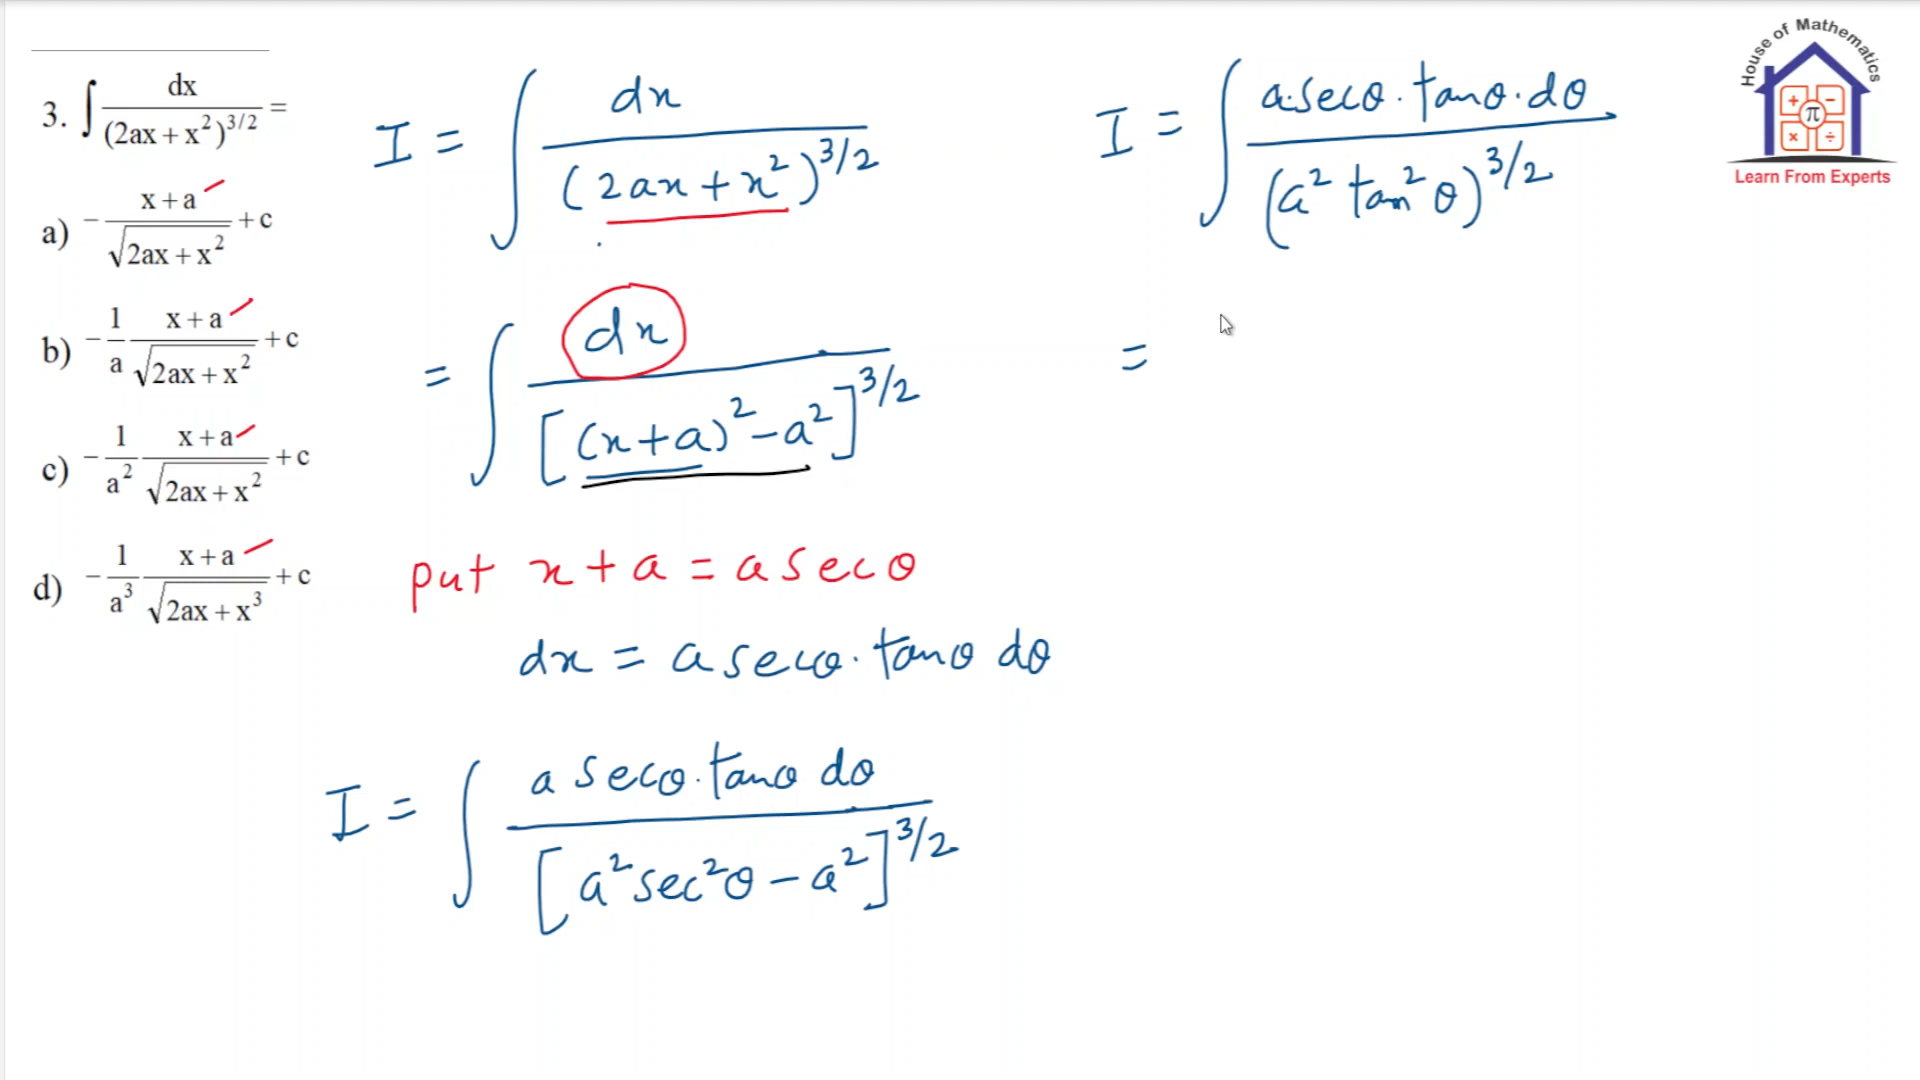 3. ∫ dx / (2ax + x²)^3/2 =
a) − x + a / √2ax + x² + c
b) − 1/a x + a / √2ax + x² + c
c) − 1/a² x + a / √2ax + x² + c
d) − 1/a³ x + a / √2ax + x³ + c
I = ∫ dx / (2ax + x²)^3/2
= ∫ dx / [(x+a)² − a²]^3/2
put x + a = a secθ
dx = a secθ · tanθ dθ
I = ∫ a secθ · tanθ dθ / [a² sec²θ − a²]^3/2
I = ∫ a·secθ · tanθ · dθ / (a² tan²θ)^3/2
=
House of Mathematics
+ −
π
× ÷
Learn From Experts